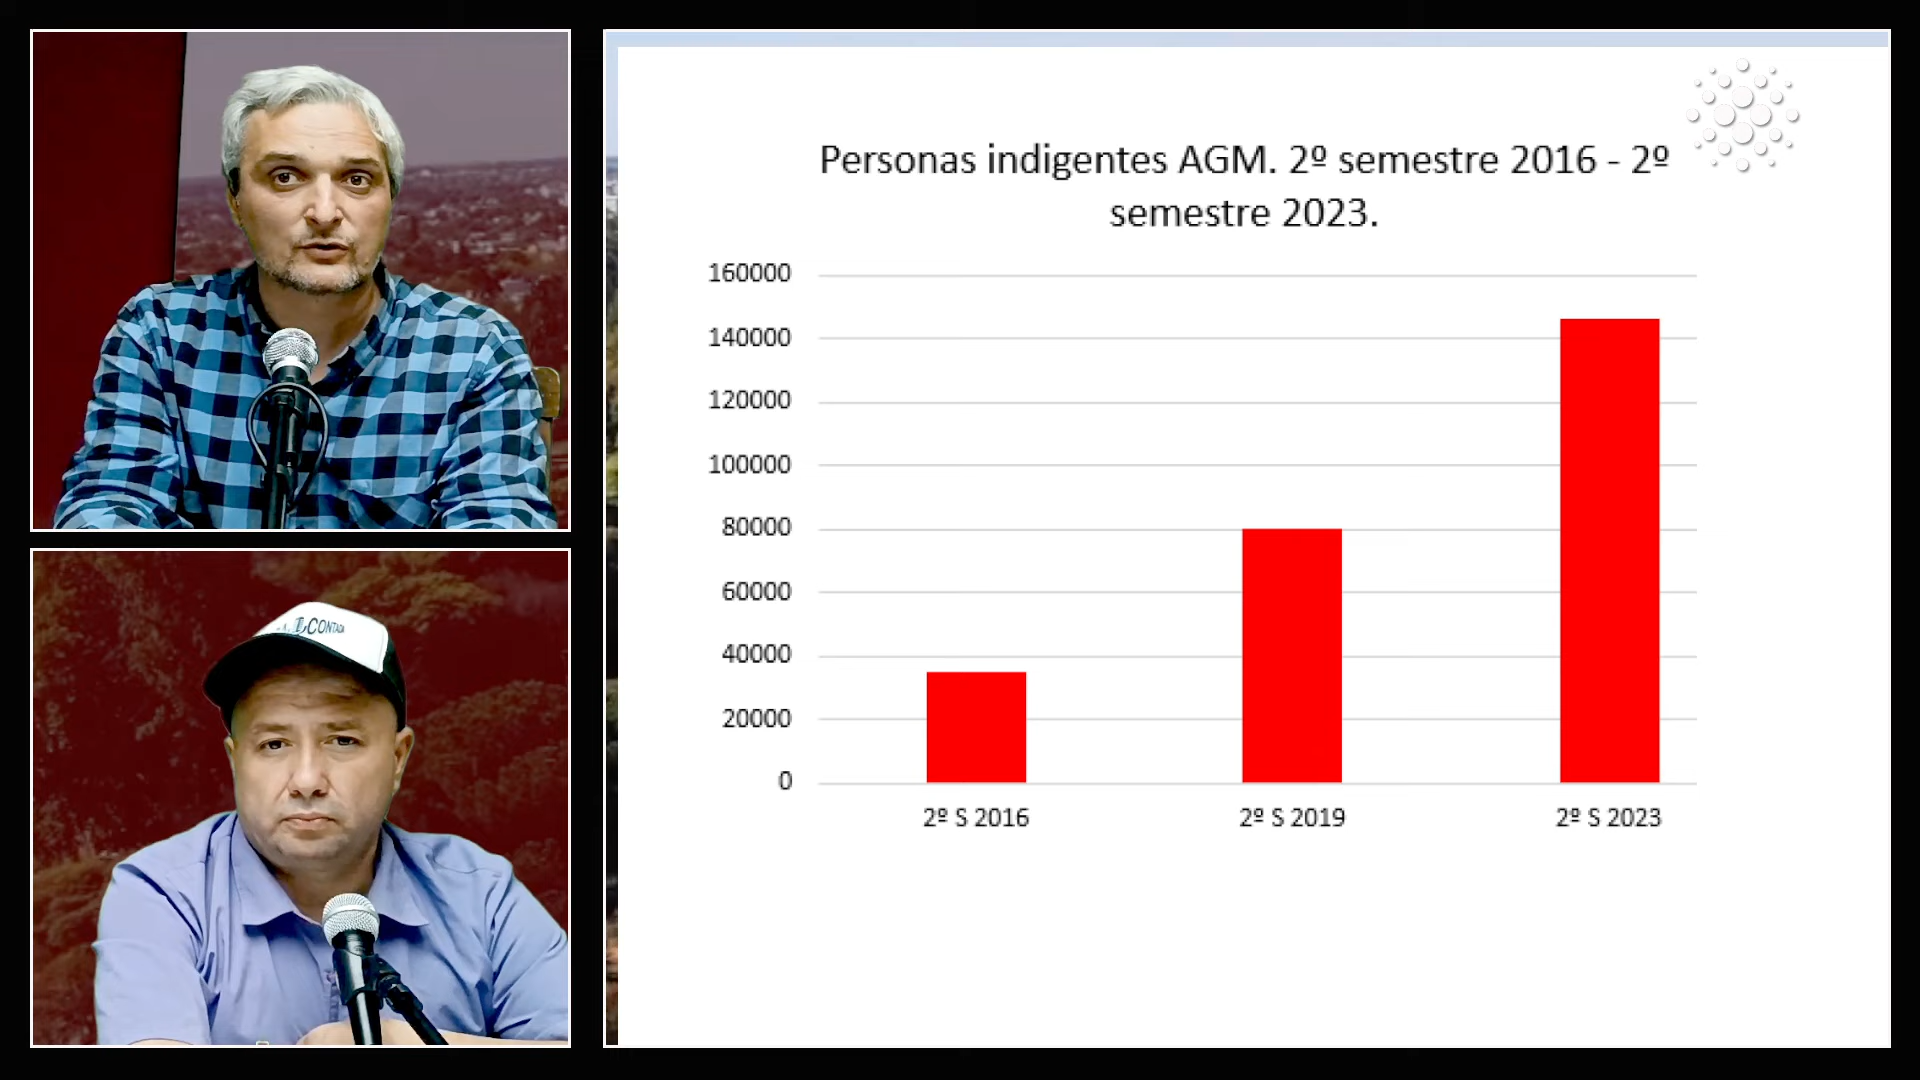 CONTADA
Personas indigentes AGM. 2º semestre 2016 - 2º
semestre 2023.
160000
140000
120000
100000
80000
60000
40000
20000
0
2º S 2016
2º S 2019
2º S 2023